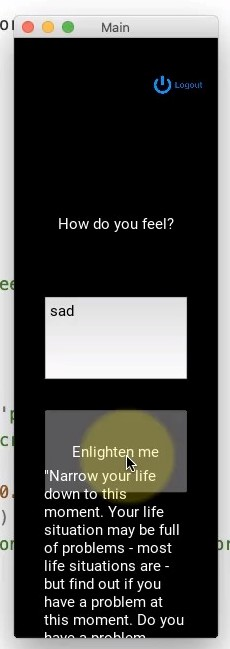 Main
Logout
How do you feel?
sad
Enlighten me
"Narrow your life
down to this
moment. Your life
situation may be full
of problems - most
life situations are -
but find out if you
have a problem at
this moment. Do you
have a problem